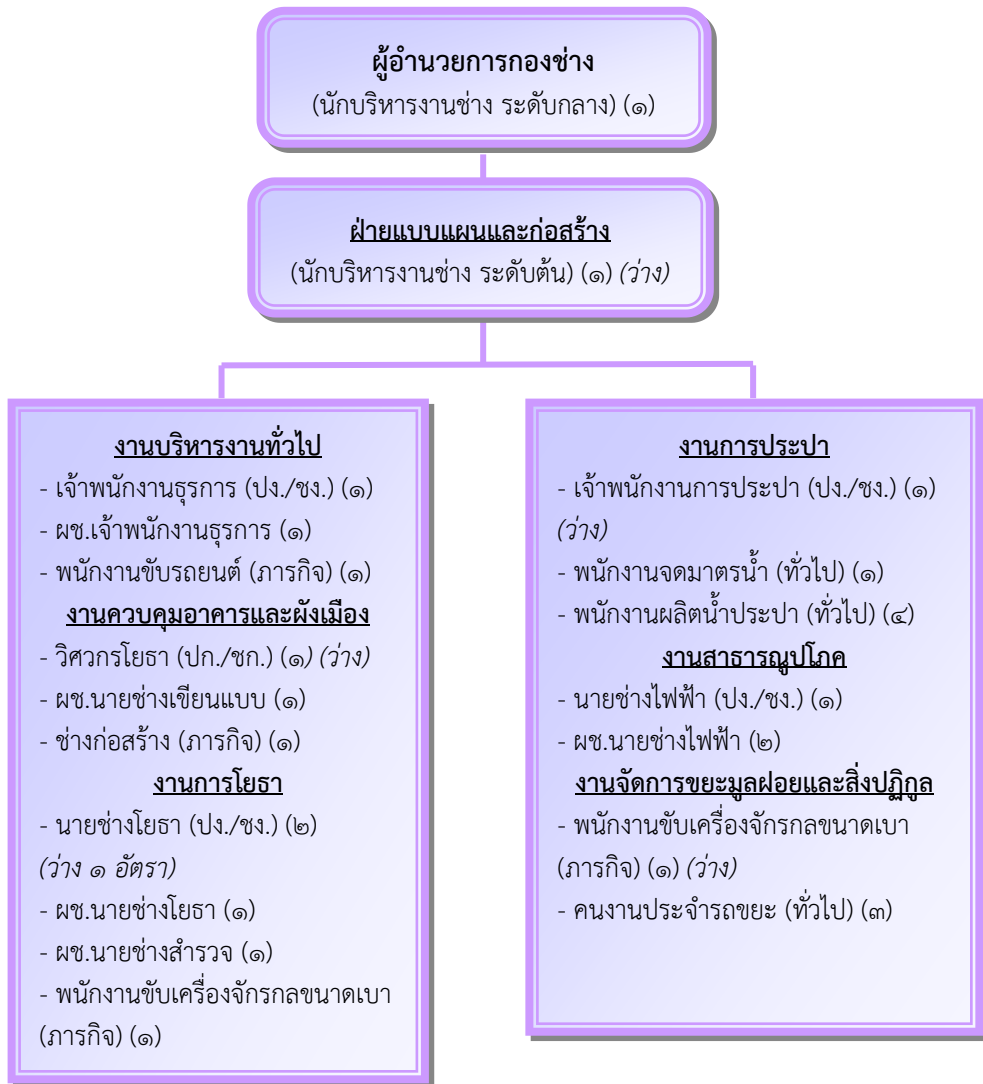 ผู้อำนวยการกองช่าง
(นักบริหารงานช่าง ระดับกลาง) (๑)
ฝ่ายแบบแผนและก่อสร้าง
(นักบริหารงานช่าง ระดับต้น) (๑) (ว่าง)
งานบริหารงานทั่วไป
- เจ้าพนักงานธุรการ (ปง./ชง.) (๑)
- ผช.เจ้าพนักงานธุรการ (๑)
- พนักงานขับรถยนต์ (ภารกิจ) (๑)
งานควบคุมอาคารและผังเมือง
- วิศวกรโยธา (ปก./ชก.) (๑) (ว่าง)
- ผช.นายช่างเขียนแบบ (๑)
- ช่างก่อสร้าง (ภารกิจ) (๑)
งานการโยธา
- นายช่างโยธา (ปง./ชง.) (๒)
(ว่าง ๑ อัตรา)
- ผช.นายช่างโยธา (๑)
- ผช.นายช่างสำรวจ (๑)
- พนักงานขับเครื่องจักรกลขนาดเบา
(ภารกิจ) (๑)
งานการประปา
- เจ้าพนักงานการประปา (ปง./ชง.) (๑)
(ว่าง)
- พนักงานจดมาตรน้ำ (ทั่วไป) (๑)
- พนักงานผลิตน้ำประปา (ทั่วไป) (๔)
งานสาธารณูปโภค
- นายช่างไฟฟ้า (ปง./ชง.) (๑)
- ผช.นายช่างไฟฟ้า (๒)
งานจัดการขยะมูลฝอยและสิ่งปฏิกูล
- พนักงานขับเครื่องจักรกลขนาดเบา
(ภารกิจ) (๑) (ว่าง)
- คนงานประจำรถขยะ (ทั่วไป) (๓)